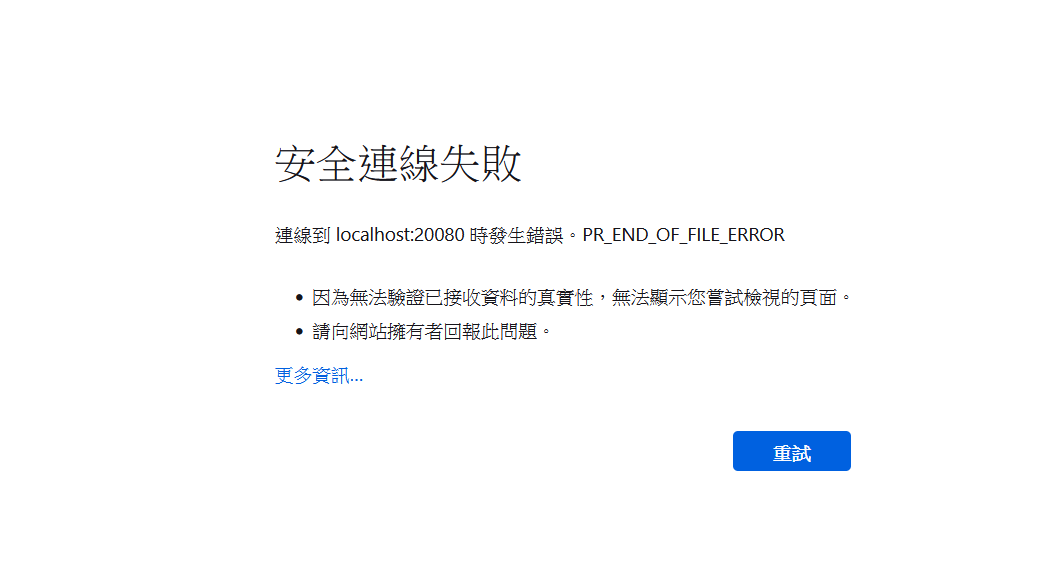 安全連線失敗
連線到 localhost:20080 時發生錯誤。PR_END_OF_FILE_ERROR
• 因為無法驗證已接收資料的真實性，無法顯示您嘗試檢視的頁面。
• 請向網站擁有者回報此問題。
更多資訊...
重試